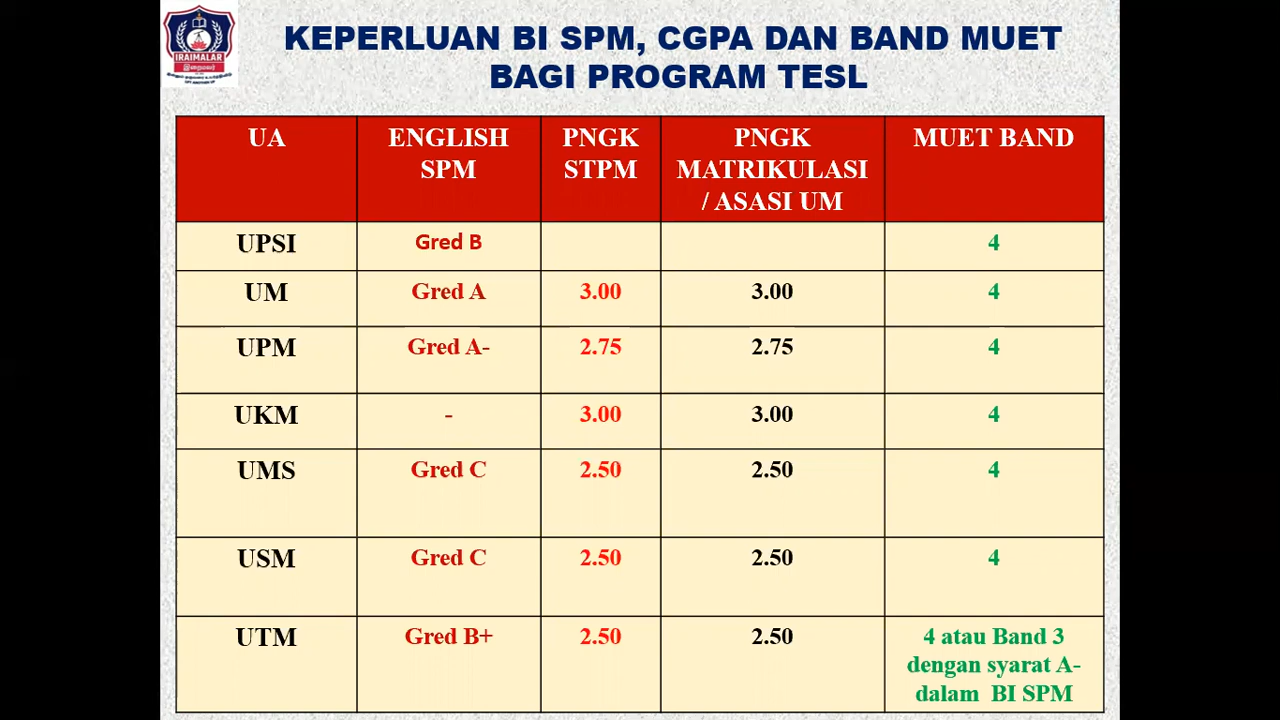 KEPERLUAN BI SPM, CGPA DAN BAND MUET
BAGI PROGRAM TESL
IRAIMALAR
இறைமலர்
UA ENGLISH SPM PNGK STPM PNGK MATRIKULASI / ASASI UM MUET BAND
UPSI Gred B 4
UM Gred A 3.00 3.00 4
UPM Gred A- 2.75 2.75 4
UKM - 3.00 3.00 4
UMS Gred C 2.50 2.50 4
USM Gred C 2.50 2.50 4
UTM Gred B+ 2.50 2.50 4 atau Band 3 dengan syarat A- dalam BI SPM